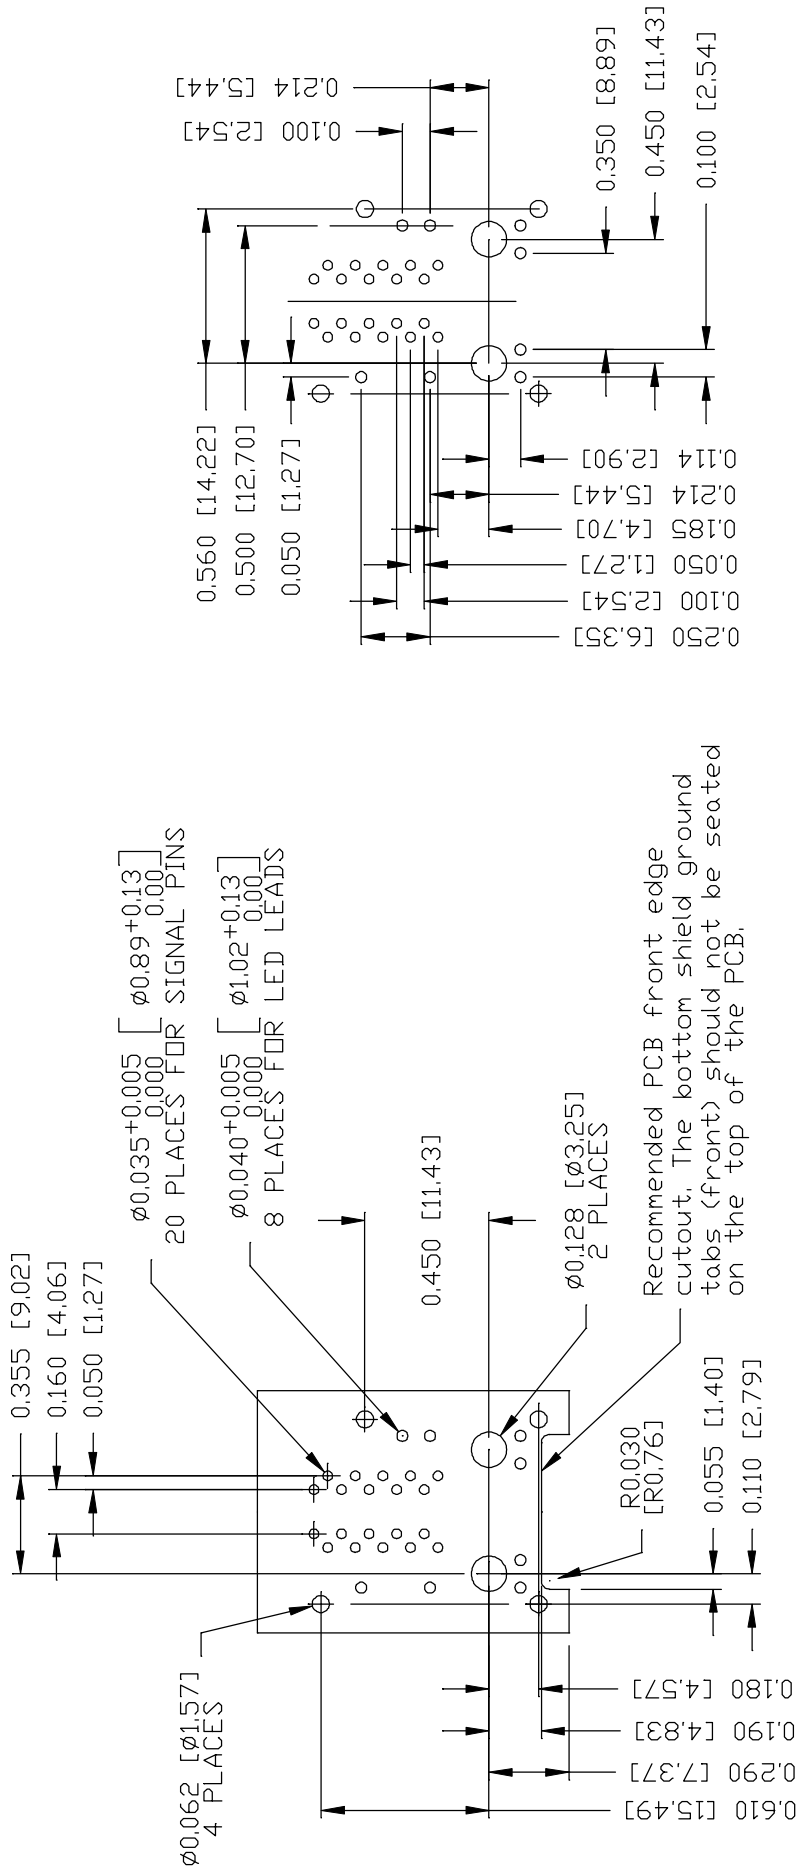 0.214 [5.44]
0.100 [2.54]
0.350 [8.89]
0.450 [11.43]
0.100 [2.54]
0.560 [14.22]
0.500 [12.70]
0.050 [1.27]
0.114 [2.90]
0.214 [5.44]
0.185 [4.70]
0.050 [1.27]
0.100 [2.54]
0.250 [6.35]
ø0.035 +0.005 0.000 [ø0.89 +0.13 0.00]
20 PLACES FOR SIGNAL PINS
ø0.040 +0.005 0.000 [ø1.02 +0.13 0.00]
8 PLACES FOR LED LEADS
0.355 [9.02]
0.160 [4.06]
0.050 [1.27]
0.450 [11.43]
ø0.128 [ø3.25]
2 PLACES
Recommended PCB front edge
cutout. The bottom shield ground
tabs (front) should not be seated
on the top of the PCB.
R0.030
[R0.76]
0.055 [1.40]
0.110 [2.79]
ø0.062 [ø1.57]
4 PLACES
0.180 [4.57]
0.190 [4.83]
0.290 [7.37]
0.610 [15.49]